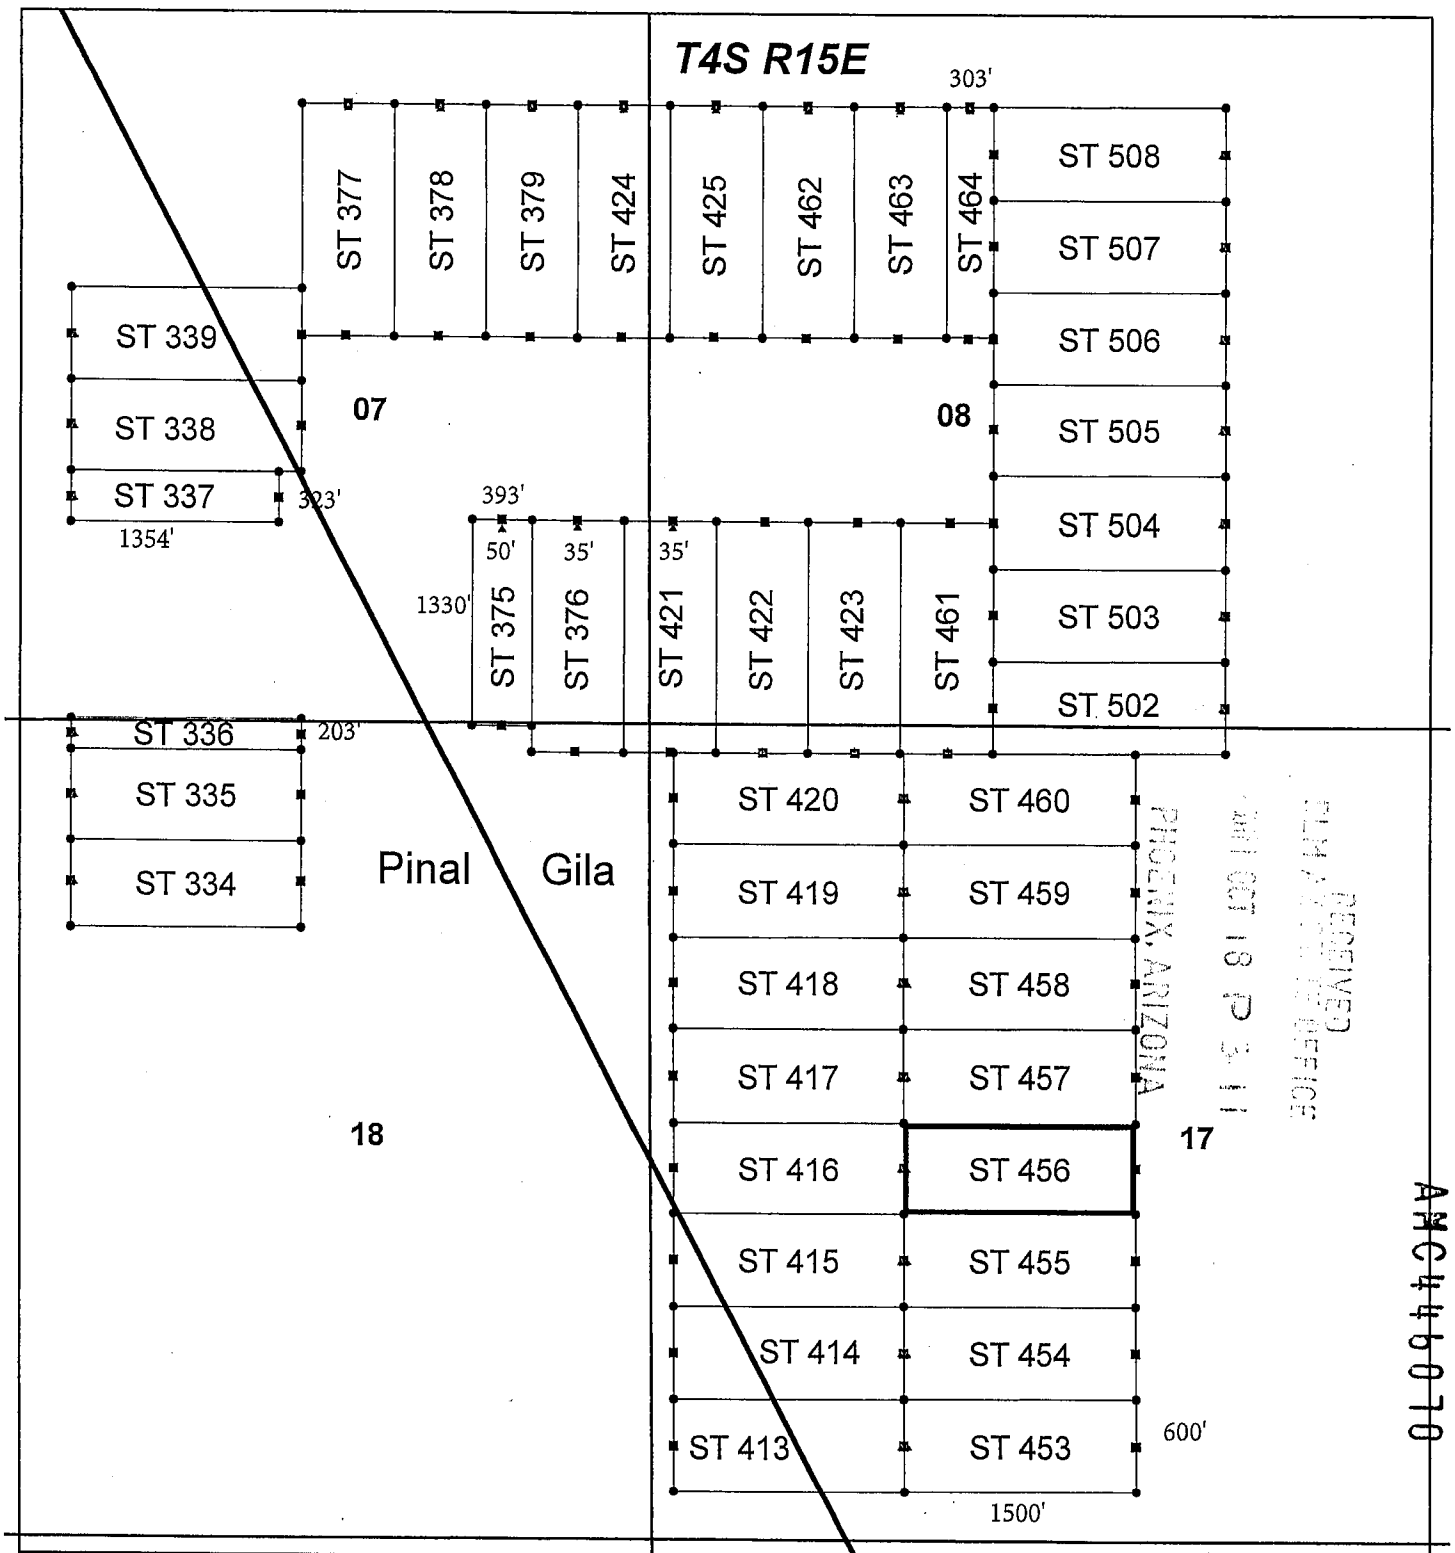 T4S R15E
303'
ST 377
ST 378
ST 379
ST 424
ST 425
ST 462
ST 463
ST 464
ST 508
ST 507
ST 506
ST 505
ST 504
ST 503
ST 502
ST 339
ST 338
ST 337
323'
1354'
07
08
393'
50'
35'
35'
1330'
ST 375
ST 376
ST 421
ST 422
ST 423
ST 461
ST 336
203'
ST 335
ST 334
Pinal
Gila
ST 420
ST 460
ST 419
ST 459
ST 418
ST 458
ST 417
ST 457
ST 416
ST 456
ST 415
ST 455
ST 414
ST 454
ST 413
ST 453
18
17
600'
1500'
RECEIVED
OFFICE
OCT 18 P 3 11
PHOENIX, ARIZONA
AMC446070